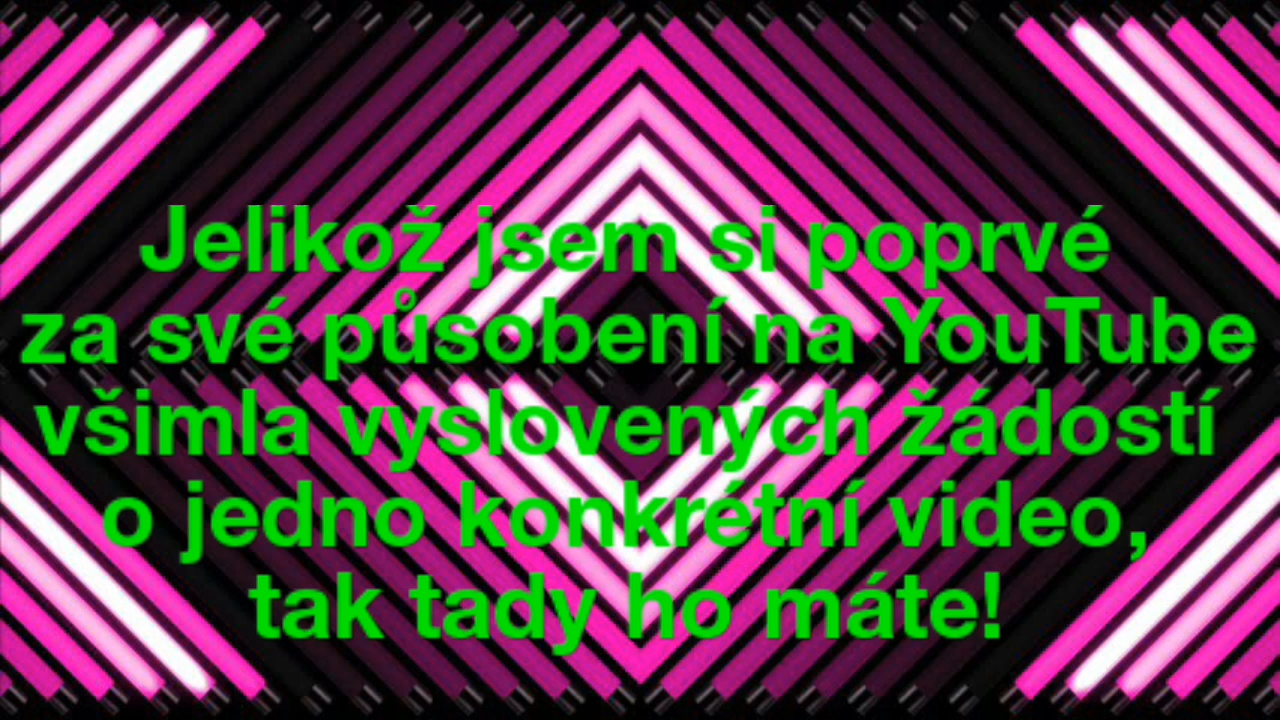 Jelikož jsem si poprvé
za své působení na YouTube
všimla vyslovených žádostí
o jedno konkrétní video,
tak tady ho máte!